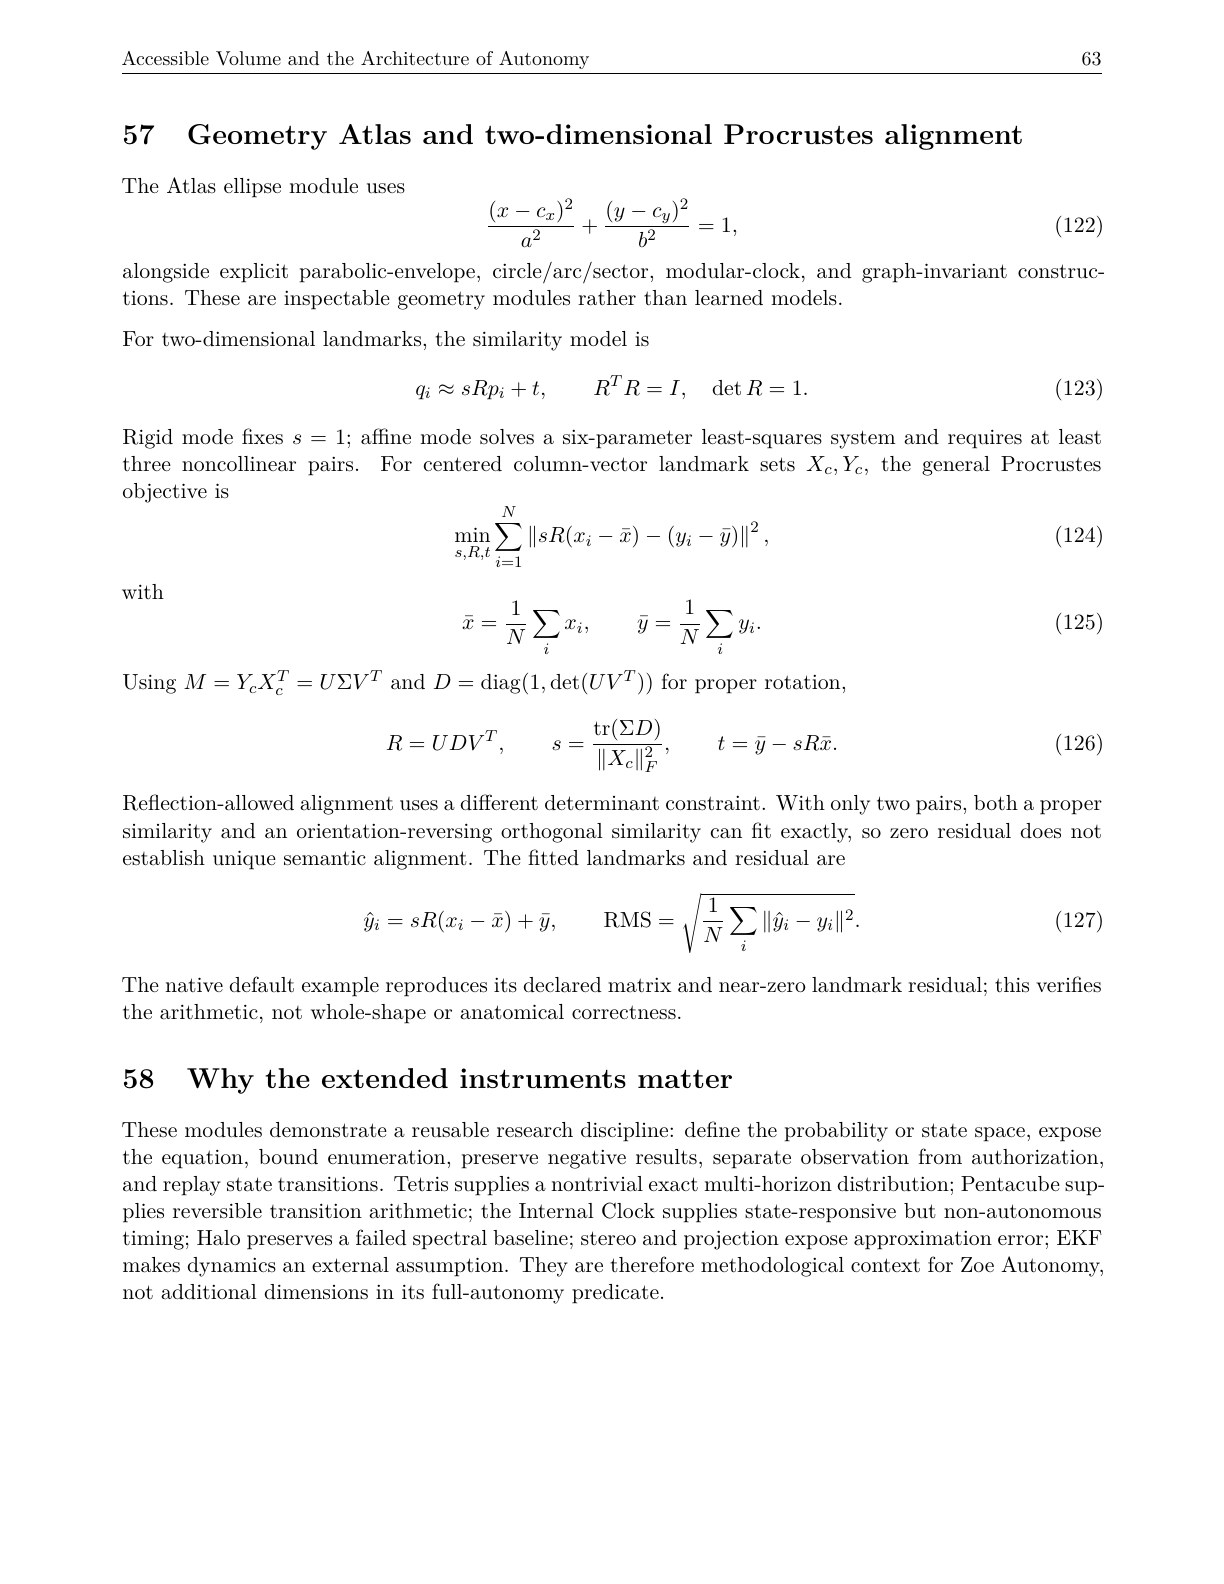 Accessible Volume and the Architecture of Autonomy 63
57 Geometry Atlas and two-dimensional Procrustes alignment
The Atlas ellipse module uses
(x − c_x)²/a² + (y − c_y)²/b² = 1, (122)
alongside explicit parabolic-envelope, circle/arc/sector, modular-clock, and graph-invariant construc-
tions. These are inspectable geometry modules rather than learned models.
For two-dimensional landmarks, the similarity model is
q_i ≈ sRp_i + t, R^T R = I, det R = 1. (123)
Rigid mode fixes s = 1; affine mode solves a six-parameter least-squares system and requires at least
three noncollinear pairs. For centered column-vector landmark sets X_c, Y_c, the general Procrustes
objective is
min_{s,R,t} ∑_{i=1}^{N} ‖sR(x_i − x̄) − (y_i − ȳ)‖², (124)
with
x̄ = 1/N ∑_i x_i, ȳ = 1/N ∑_i y_i. (125)
Using M = Y_c X_c^T = UΣV^T and D = diag(1, det(UV^T)) for proper rotation,
R = UDV^T, s = tr(ΣD)/‖X_c‖_F², t = ȳ − sRx̄. (126)
Reflection-allowed alignment uses a different determinant constraint. With only two pairs, both a proper
similarity and an orientation-reversing orthogonal similarity can fit exactly, so zero residual does not
establish unique semantic alignment. The fitted landmarks and residual are
ŷ_i = sR(x_i − x̄) + ȳ, RMS = √(1/N ∑_i ‖ŷ_i − y_i‖²). (127)
The native default example reproduces its declared matrix and near-zero landmark residual; this verifies
the arithmetic, not whole-shape or anatomical correctness.
58 Why the extended instruments matter
These modules demonstrate a reusable research discipline: define the probability or state space, expose
the equation, bound enumeration, preserve negative results, separate observation from authorization,
and replay state transitions. Tetris supplies a nontrivial exact multi-horizon distribution; Pentacube sup-
plies reversible transition arithmetic; the Internal Clock supplies state-responsive but non-autonomous
timing; Halo preserves a failed spectral baseline; stereo and projection expose approximation error; EKF
makes dynamics an external assumption. They are therefore methodological context for Zoe Autonomy,
not additional dimensions in its full-autonomy predicate.